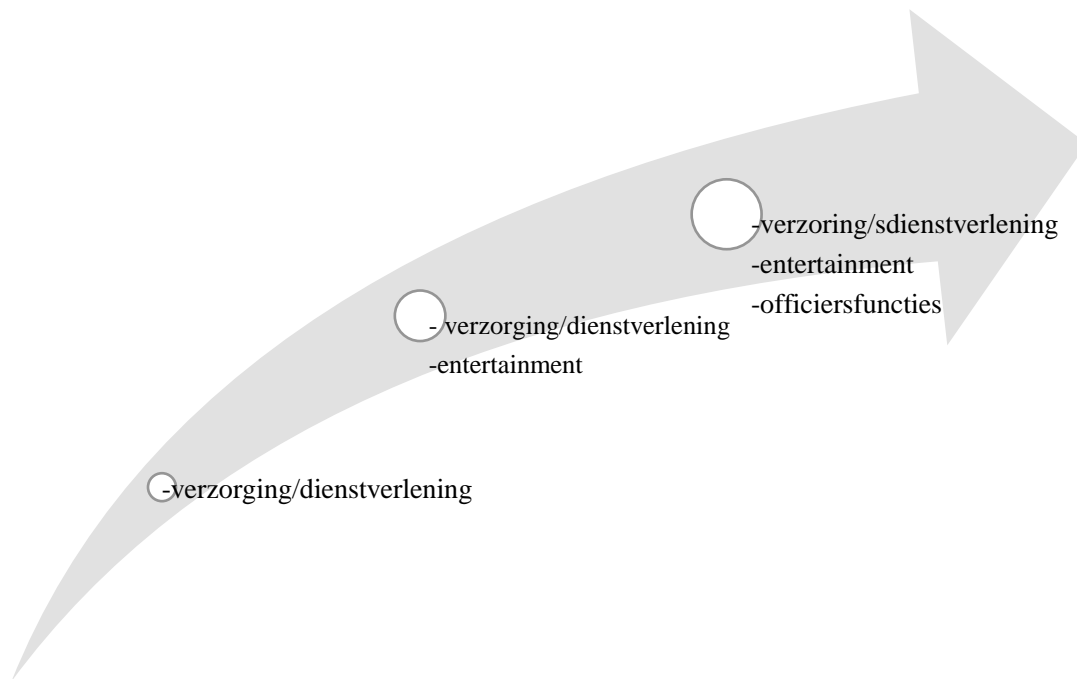 -verzoring/sdienstverlening
-entertainment
-officiersfuncties
- verzorging/dienstverlening
-entertainment
-verzorging/dienstverlening